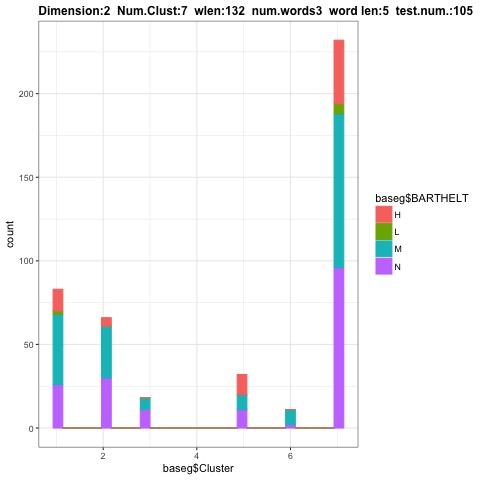 Dimension:2 Num.Clust:7 wlen:132 num.words3 word len:5 test.num.:105
200
150
100
50
0
count
2 4 6
baseg$Cluster
baseg$BARTHELT
H
L
M
N